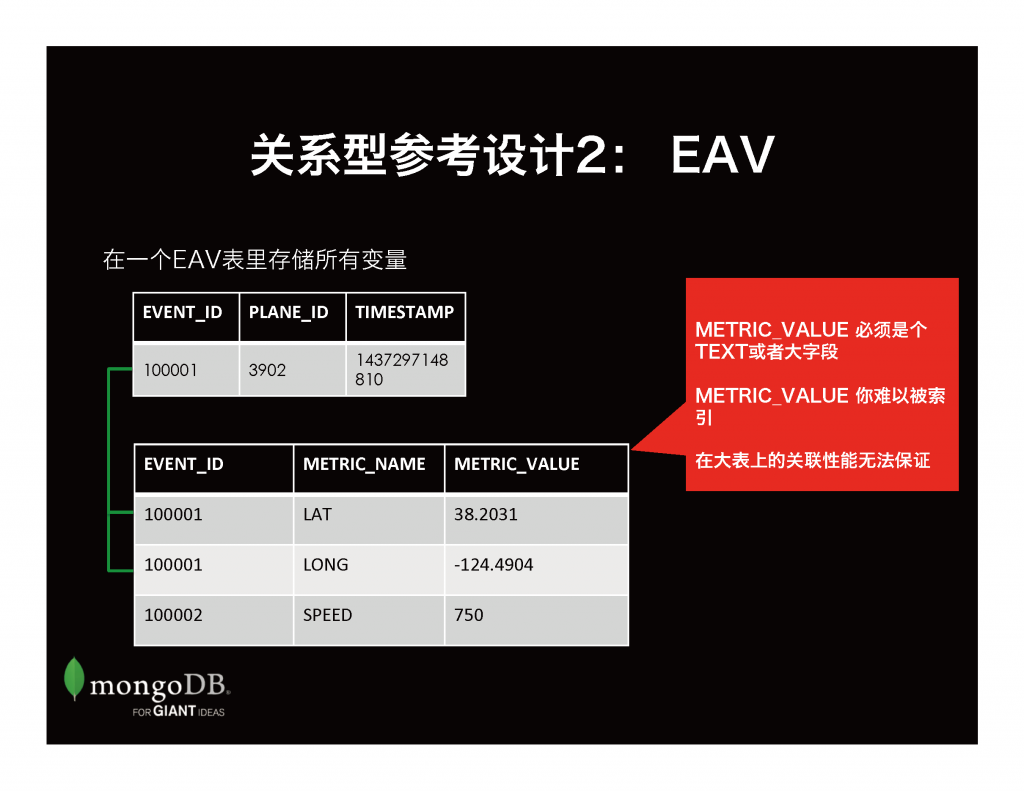 关系型参考设计2： EAV
在一个EAV表里存储所有变量
EVENT_ID PLANE_ID TIMESTAMP
100001 3902 1437297148
810
METRIC_VALUE 必须是个
TEXT或者大字段
METRIC_VALUE 你难以被索
引
在大表上的关联性能无法保证
EVENT_ID METRIC_NAME METRIC_VALUE
100001 LAT 38.2031
100001 LONG -124.4904
100002 SPEED 750
mongoDB®
FOR GIANT IDEAS